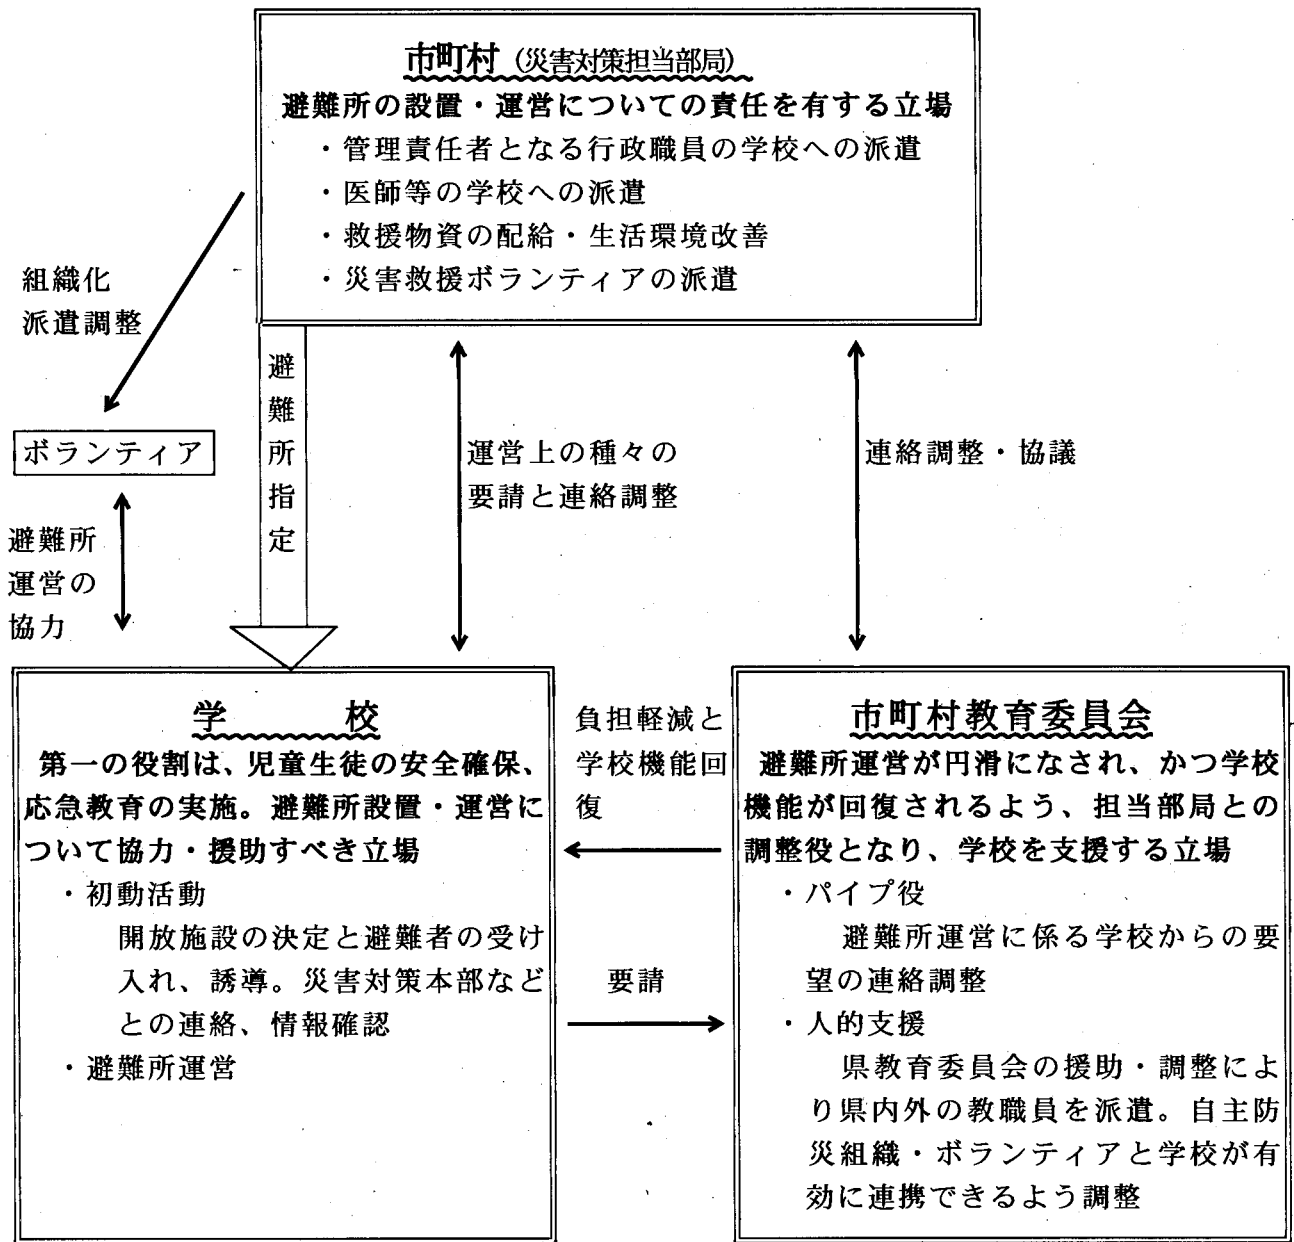 市町村（災害対策担当部局）
避難所の設置・運営についての責任を有する立場
・管理責任者となる行政職員の学校への派遣
・医師等の学校への派遣
・救援物資の配給・生活環境改善
・災害救援ボランティアの派遣
組織化
派遣調整
避難所指定
ボランティア
運営上の種々の
要請と連絡調整
連絡調整・協議
避難所
運営の
協力
学　　校
第一の役割は、児童生徒の安全確保、
応急教育の実施。避難所設置・運営に
ついて協力・援助すべき立場
・初動活動
開放施設の決定と避難者の受け
入れ、誘導。災害対策本部など
との連絡、情報確認
・避難所運営
負担軽減と
学校機能回
復
要請
市町村教育委員会
避難所運営が円滑になされ、かつ学校
機能が回復されるよう、担当部局との
調整役となり、学校を支援する立場
・パイプ役
避難所運営に係る学校からの要
望の連絡調整
・人的支援
県教育委員会の援助・調整によ
り県内外の教職員を派遣。自主防
災組織・ボランティアと学校が有
効に連携できるよう調整